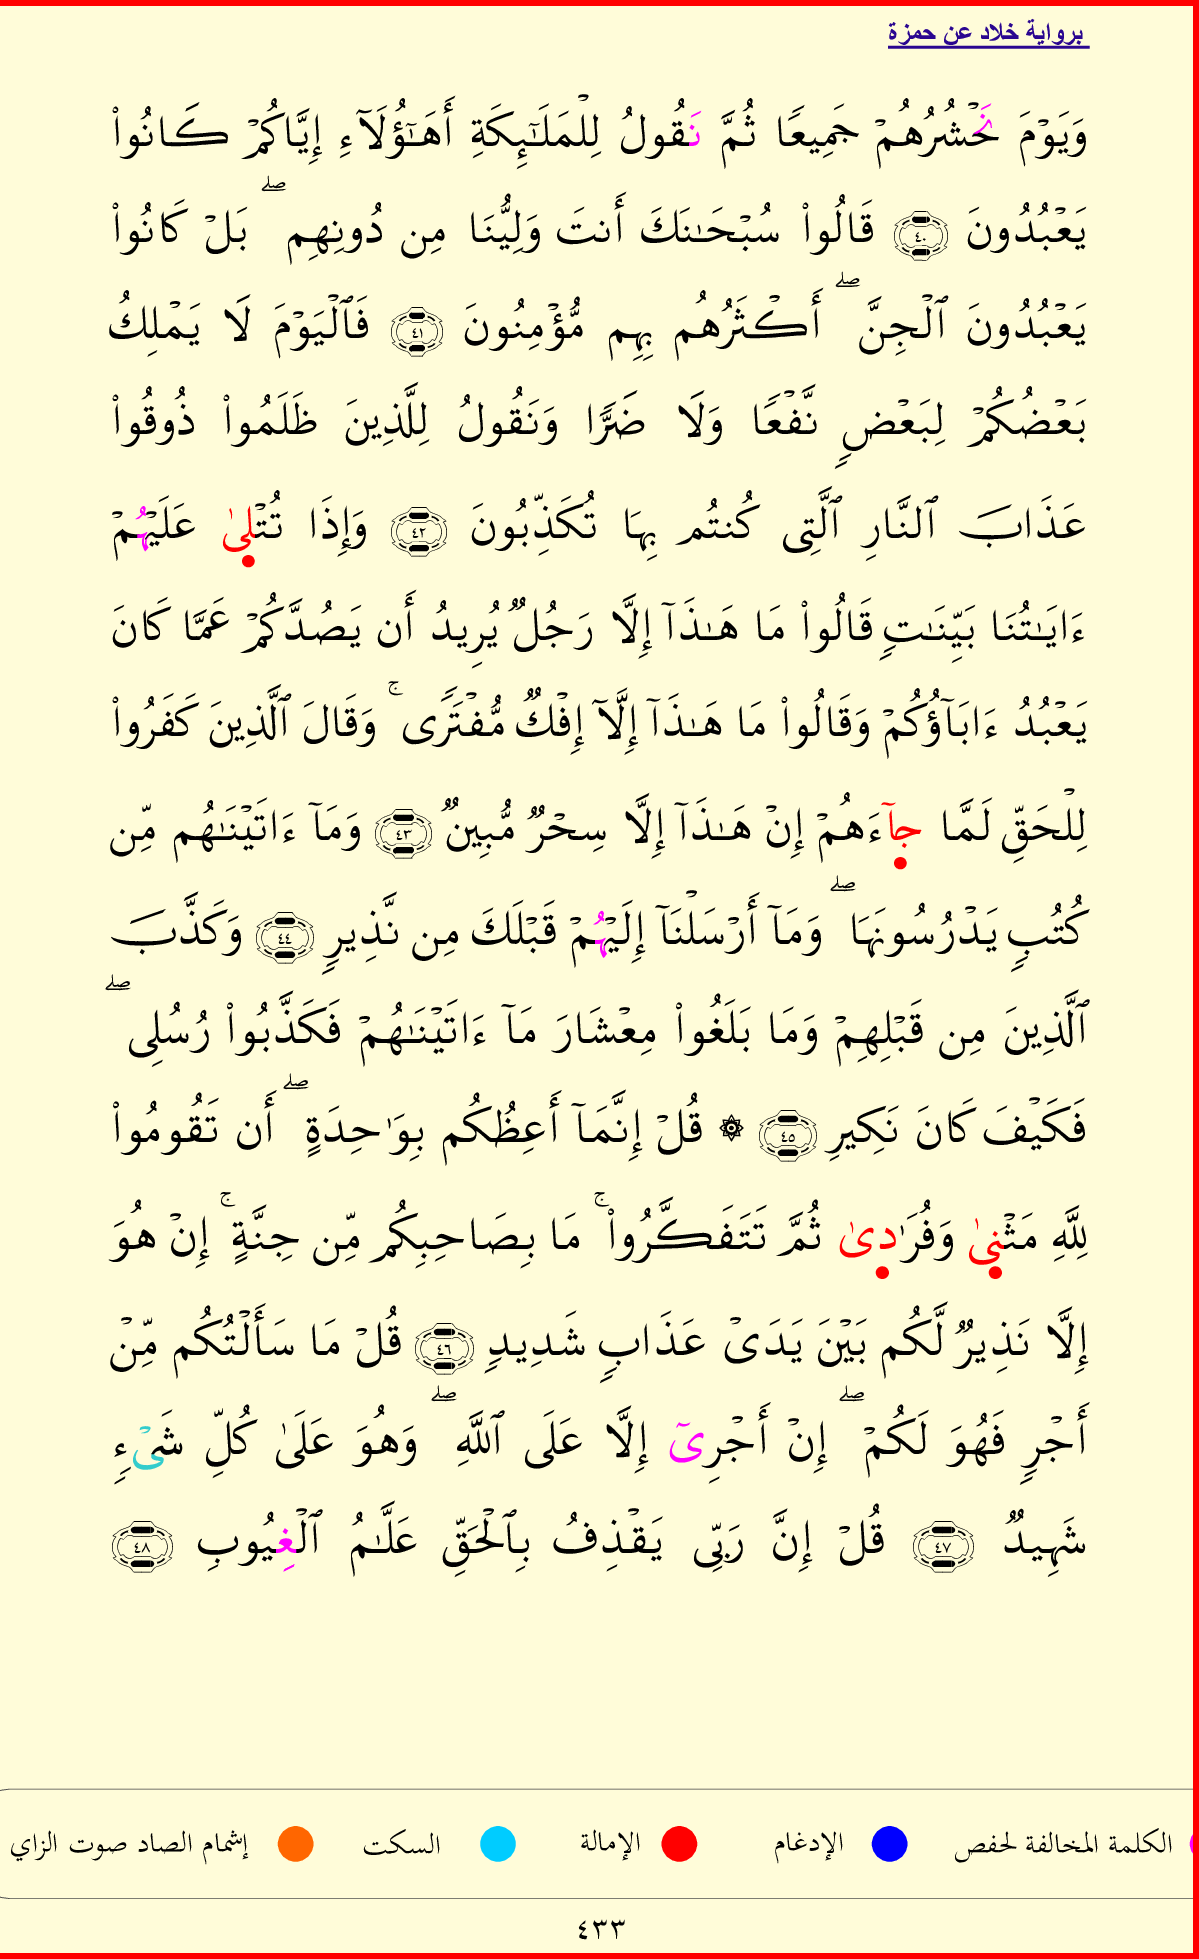 برواية خلاد عن حمزة
وَيَوْمَ نَحْشُرُهُمْ جَمِيعًا ثُمَّ نَقُولُ لِلْمَلَٰٓئِكَةِ أَهَٰٓؤُلَآءِ إِيَّاكُمْ كَانُوا۟
يَعْبُدُونَ ٤٠ قَالُوا۟ سُبْحَٰنَكَ أَنتَ وَلِيُّنَا مِن دُونِهِم ۖ بَلْ كَانُوا۟
يَعْبُدُونَ ٱلْجِنَّ ۖ أَكْثَرُهُم بِهِم مُّؤْمِنُونَ ٤١ فَٱلْيَوْمَ لَا يَمْلِكُ
بَعْضُكُمْ لِبَعْضٍ نَّفْعًا وَلَا ضَرًّا وَنَقُولُ لِلَّذِينَ ظَلَمُوا۟ ذُوقُوا۟
عَذَابَ ٱلنَّارِ ٱلَّتِى كُنتُم بِهَا تُكَذِّبُونَ ٤٢ وَإِذَا تُتْلىٰ عَلَيْهُمْ
ءَايَٰتُنَا بَيِّنَٰتٍ قَالُوا۟ مَا هَٰذَآ إِلَّا رَجُلٌ يُرِيدُ أَن يَصُدَّكُمْ عَمَّا كَانَ
يَعْبُدُ ءَابَآؤُكُمْ وَقَالُوا۟ مَا هَٰذَآ إِلَّآ إِفْكٌ مُّفْتَرًى ۚ وَقَالَ ٱلَّذِينَ كَفَرُوا۟
لِلْحَقِّ لَمَّا جآءَهُمْ إِنْ هَٰذَآ إِلَّا سِحْرٌ مُّبِينٌ ٤٣ وَمَآ ءَاتَيْنَٰهُم مِّن
كُتُبٍ يَدْرُسُونَهَا ۖ وَمَآ أَرْسَلْنَآ إِلَيْهُمْ قَبْلَكَ مِن نَّذِيرٍ ٤٤ وَكَذَّبَ
ٱلَّذِينَ مِن قَبْلِهِمْ وَمَا بَلَغُوا۟ مِعْشَارَ مَآ ءَاتَيْنَٰهُمْ فَكَذَّبُوا۟ رُسُلِى ۖ
فَكَيْفَ كَانَ نَكِيرِ ٤٥ ۞ قُلْ إِنَّمَآ أَعِظُكُم بِوَٰحِدَةٍ ۖ أَن تَقُومُوا۟
لِلَّهِ مَثْنىٰ وَفُرَٰدىٰ ثُمَّ تَتَفَكَّرُوا۟ ۚ مَا بِصَاحِبِكُم مِّن جِنَّةٍ ۚ إِنْ هُوَ
إِلَّا نَذِيرٌ لَّكُم بَيْنَ يَدَىْ عَذَابٍ شَدِيدٍ ٤٦ قُلْ مَا سَأَلْتُكُم مِّنْ
أَجْرٍ فَهُوَ لَكُمْ ۖ إِنْ أَجْرِىٓ إِلَّا عَلَى ٱللَّهِ ۖ وَهُوَ عَلَىٰ كُلِّ شَىْءٍ
شَهِيدٌ ٤٧ قُلْ إِنَّ رَبِّى يَقْذِفُ بِٱلْحَقِّ عَلَّٰمُ ٱلْغِيُوبِ ٤٨
الكلمة المخالفة لحفص الإدغام الإمالة السكت إشمام الصاد صوت الزاي
٤٣٣